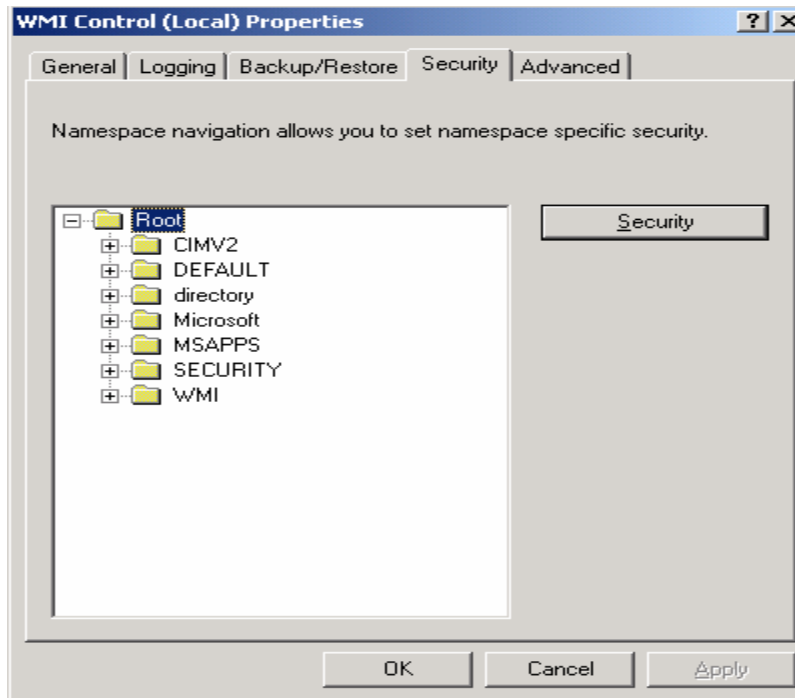 WMI Control (Local) Properties
General Logging Backup/Restore Security Advanced
Namespace navigation allows you to set namespace specific security.
Root
Security
CIMV2
DEFAULT
directory
Microsoft
MSAPPS
SECURITY
WMI
OK Cancel Apply